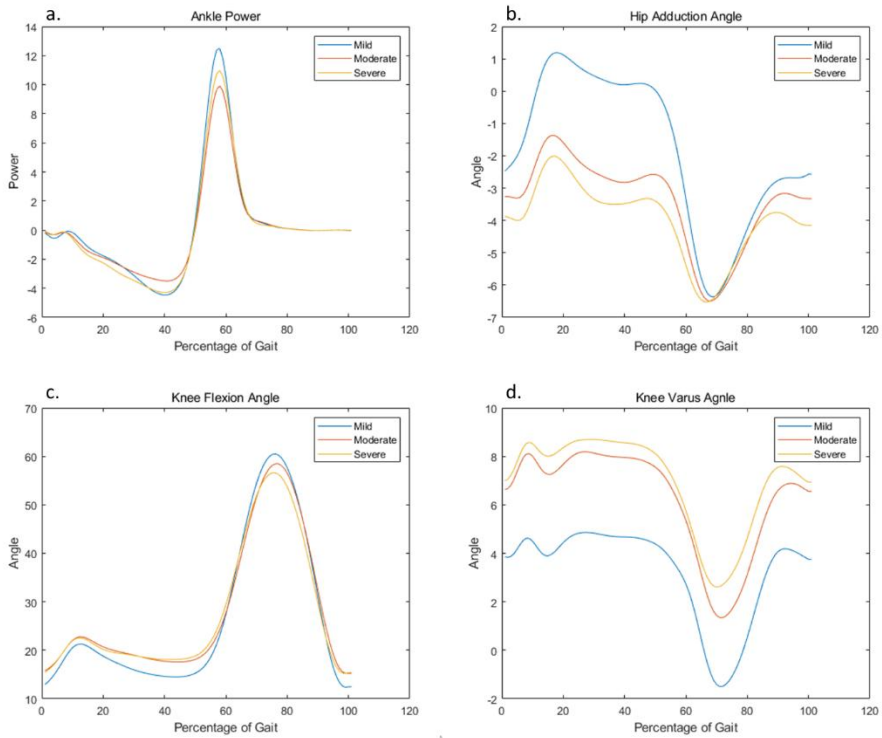 a.
Ankle Power
14
12
10
8
6
4
2
0
-2
-4
-6
Power
Mild
Moderate
Severe
0 20 40 60 80 100 120
Percentage of Gait
b.
Hip Adduction Angle
2
1
0
-1
-2
-3
-4
-5
-6
-7
Angle
Mild
Moderate
Severe
0 20 40 60 80 100 120
Percentage of Gait
c.
Knee Flexion Angle
70
60
50
40
30
20
10
Angle
Mild
Moderate
Severe
0 20 40 60 80 100 120
Percentage of Gait
d.
Knee Varus Agnle
10
8
6
4
2
0
-2
Angle
Mild
Moderate
Severe
0 20 40 60 80 100 120
Percentage of Gait